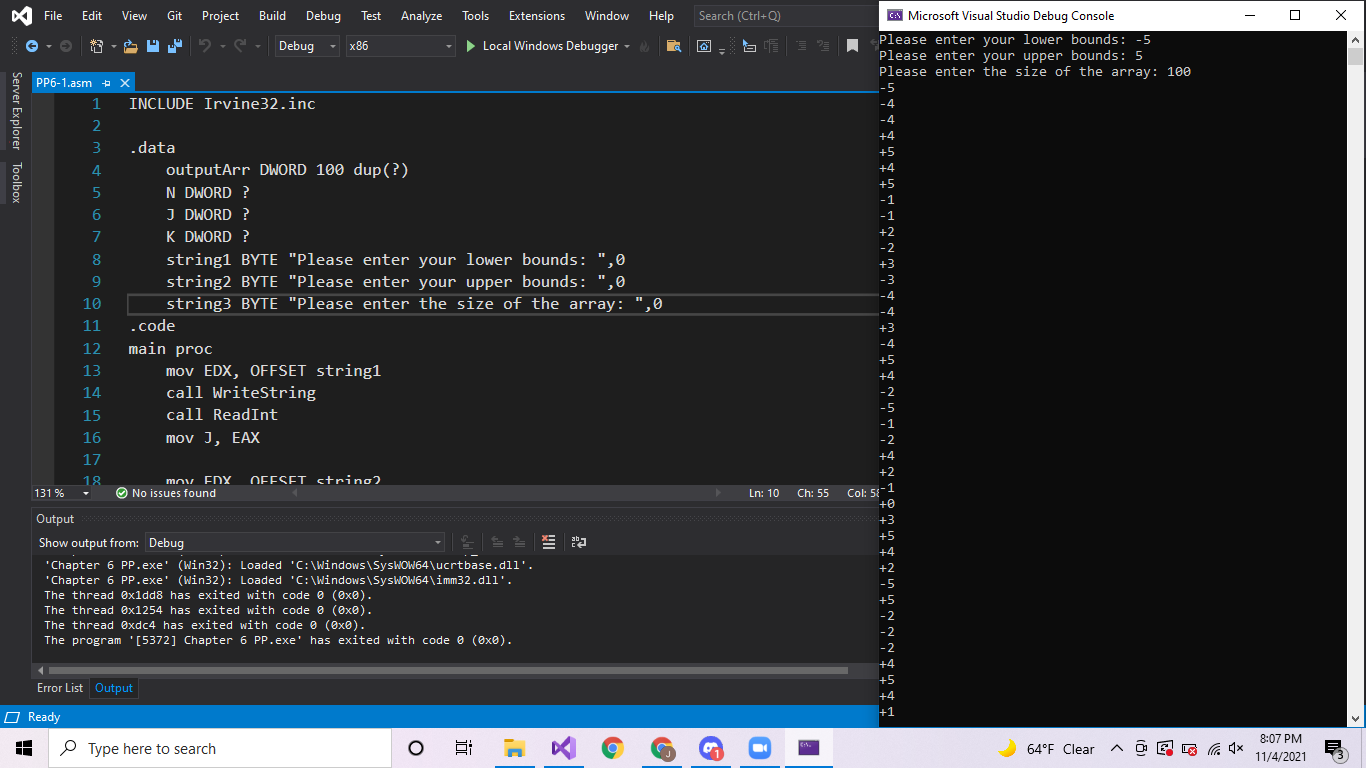 File Edit View Git Project Build Debug Test Analyze Tools Extensions Window Help Search (Ctrl+Q)
Debug x86 Local Windows Debugger
Server Explorer
Toolbox
PP6-1.asm
1 INCLUDE Irvine32.inc
2
3 .data
4 outputArr DWORD 100 dup(?)
5 N DWORD ?
6 J DWORD ?
7 K DWORD ?
8 string1 BYTE "Please enter your lower bounds: ",0
9 string2 BYTE "Please enter your upper bounds: ",0
10 string3 BYTE "Please enter the size of the array: ",0
11 .code
12 main proc
13 mov EDX, OFFSET string1
14 call WriteString
15 call ReadInt
16 mov J, EAX
17
18 mov EDX, OFFSET string2
131 % No issues found Ln: 10 Ch: 55 Col: 58
Output
Show output from: Debug
'Chapter 6 PP.exe' (Win32): Loaded 'C:\Windows\SysWOW64\ucrtbase.dll'.
'Chapter 6 PP.exe' (Win32): Loaded 'C:\Windows\SysWOW64\imm32.dll'.
The thread 0x1dd8 has exited with code 0 (0x0).
The thread 0x1254 has exited with code 0 (0x0).
The thread 0xdc4 has exited with code 0 (0x0).
The program '[5372] Chapter 6 PP.exe' has exited with code 0 (0x0).
Error List Output
Ready
Microsoft Visual Studio Debug Console
Please enter your lower bounds: -5
Please enter your upper bounds: 5
Please enter the size of the array: 100
-5
-4
-4
+4
+5
+4
+5
-1
-1
+2
-2
+3
-3
-4
-4
+3
-4
+5
+4
-2
-5
-1
-2
+4
+2
-1
+0
+3
+5
+4
+2
-5
+5
-2
-2
-2
+4
+5
+4
+1
Type here to search
J
1
64°F Clear
8:07 PM
11/4/2021
3